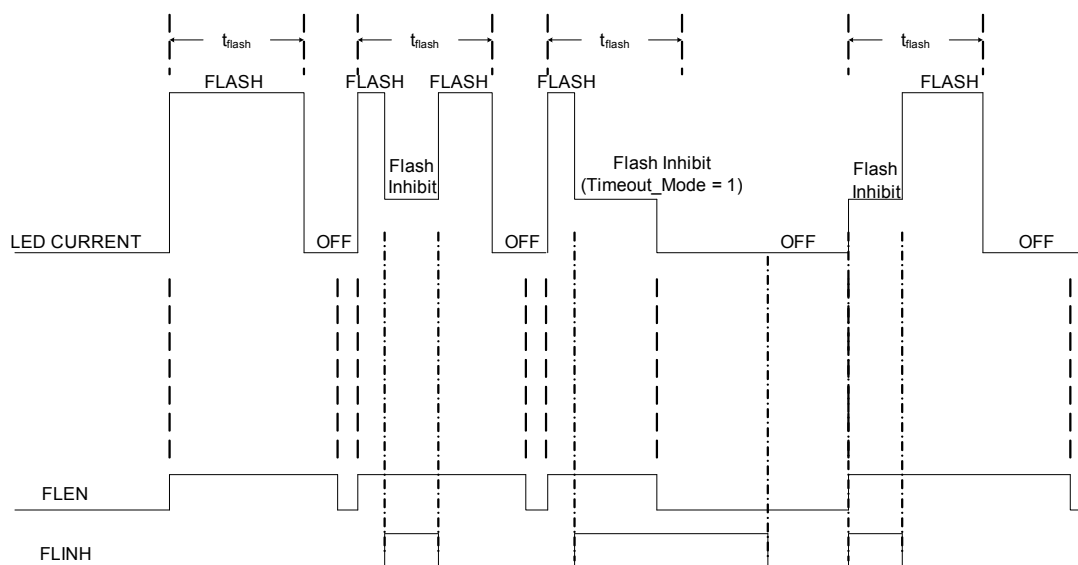 tflash
tflash
tflash
tflash
FLASH
FLASH
FLASH
FLASH
FLASH
Flash
Inhibit
Flash Inhibit
(Timeout_Mode = 1)
Flash
Inhibit
LED CURRENT
OFF
OFF
OFF
OFF
FLEN
FLINH